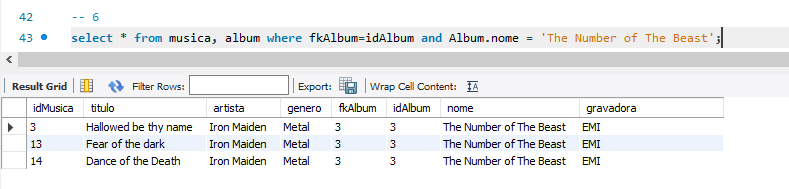 42 -- 6
43 select * from musica, album where fkAlbum=idAlbum and Album.nome = 'The Number of The Beast';
Result Grid Filter Rows: Export: Wrap Cell Content: IA
idMusica titulo artista genero fkAlbum idAlbum nome gravadora
3 Hallowed be thy name Iron Maiden Metal 3 3 The Number of The Beast EMI
13 Fear of the dark Iron Maiden Metal 3 3 The Number of The Beast EMI
14 Dance of the Death Iron Maiden Metal 3 3 The Number of The Beast EMI